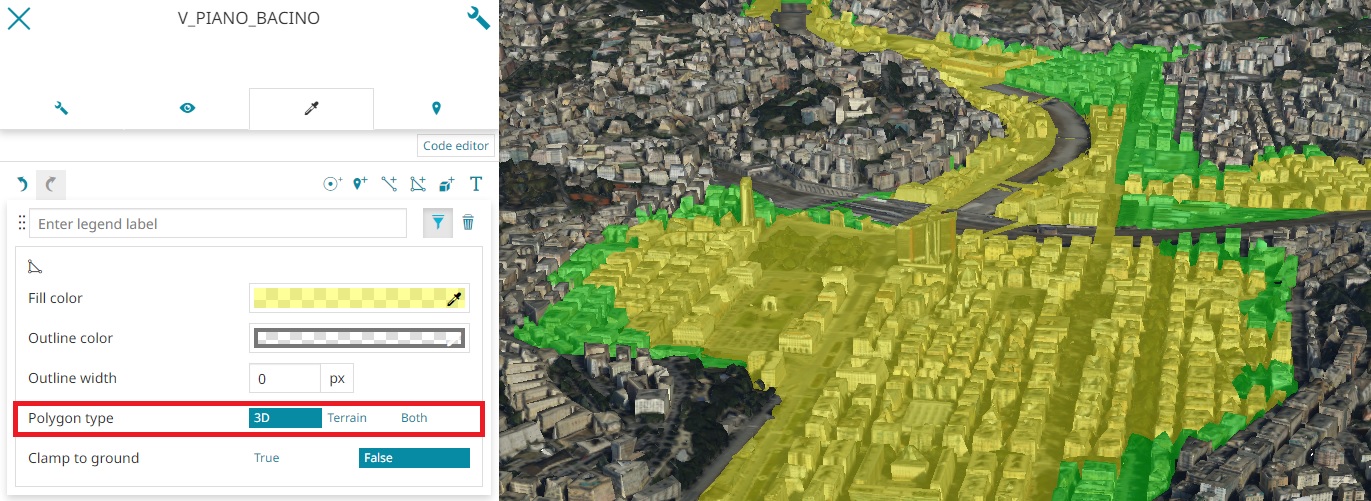 V_PIANO_BACINO
Code editor
T
Enter legend label
Fill color
Outline color
Outline width 0 px
Polygon type 3D Terrain Both
Clamp to ground True False